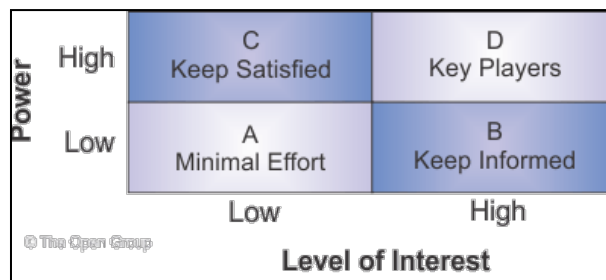 Power
High
C
Keep Satisfied
D
Key Players
Low
A
Minimal Effort
B
Keep Informed
Low
High
© The Open Group
Level of Interest